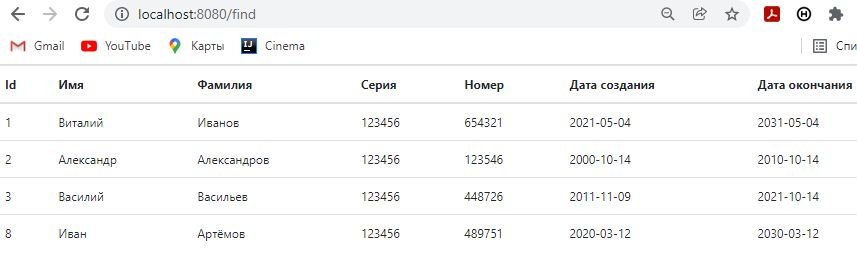 localhost:8080/find
Gmail YouTube Карты Cinema Спи
Id Имя Фамилия Серия Номер Дата создания Дата окончания
1 Виталий Иванов 123456 654321 2021-05-04 2031-05-04
2 Александр Александров 123456 123546 2000-10-14 2010-10-14
3 Василий Васильев 123456 448726 2011-11-09 2021-10-14
8 Иван Артёмов 123456 489751 2020-03-12 2030-03-12